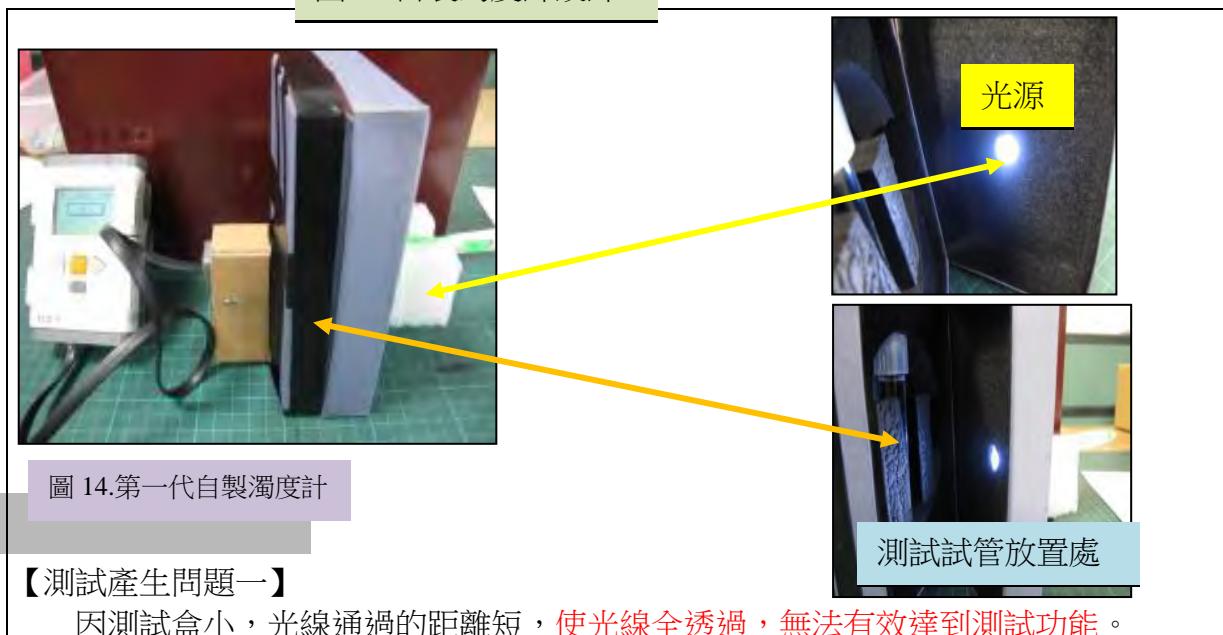 光源
圖 14.第一代自製濁度計
測試試管放置處
【測試產生問題一】
因測試盒小，光線通過的距離短，使光線全透過，無法有效達到測試功能。